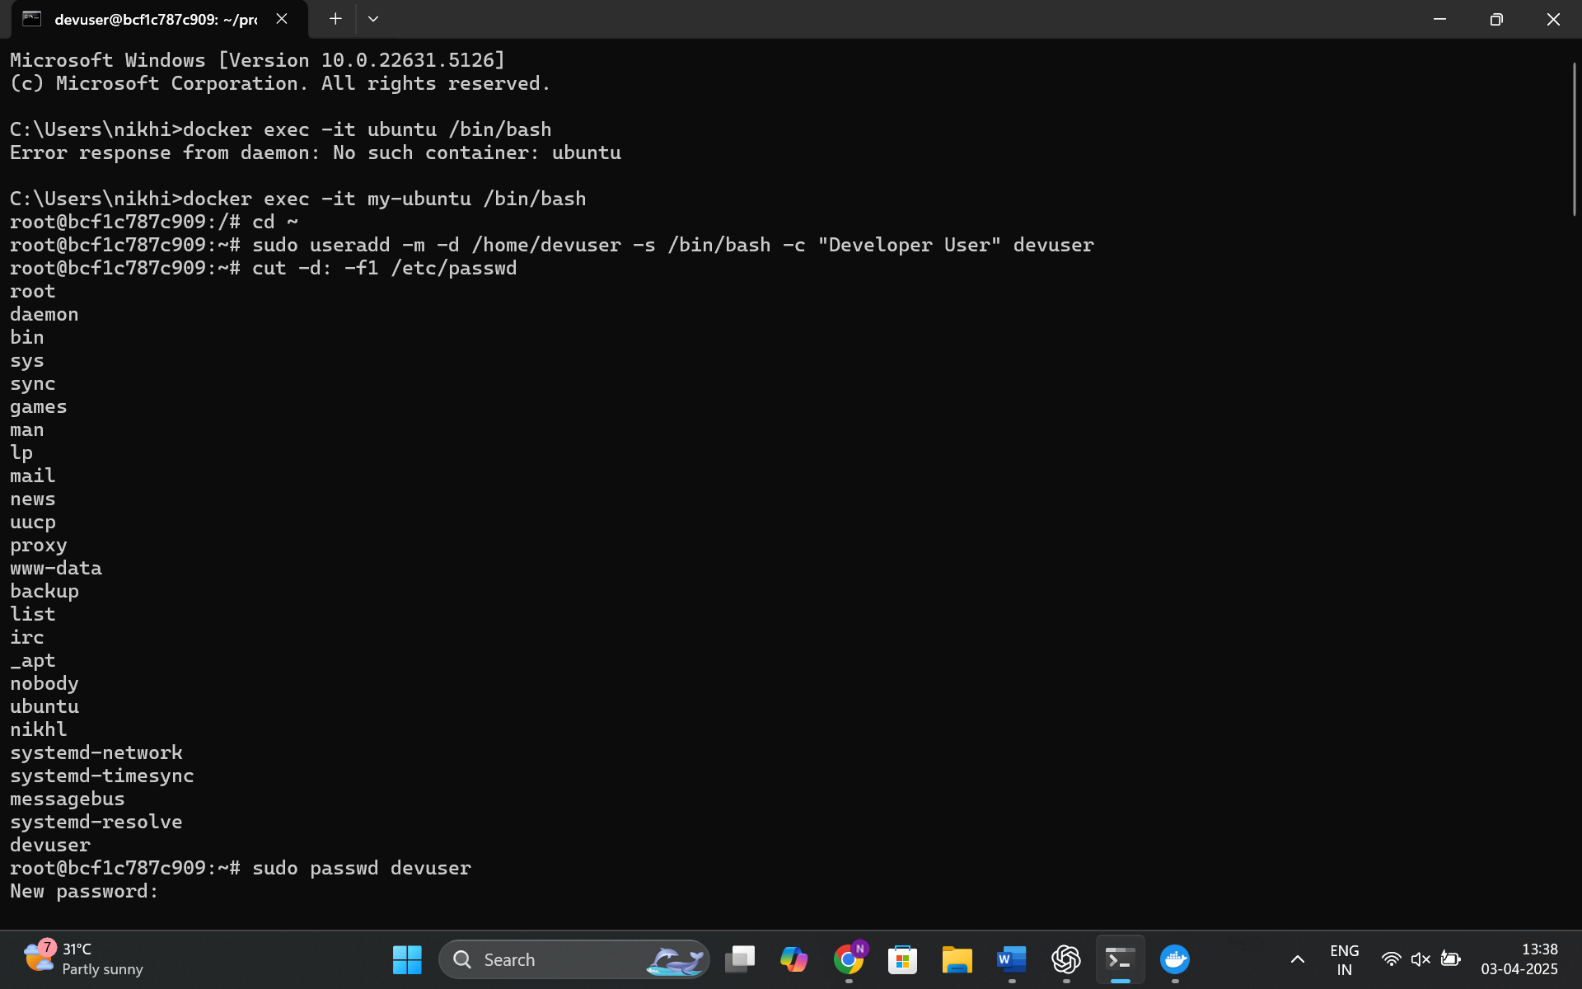 devuser@bcf1c787c909: ~/pro
Microsoft Windows [Version 10.0.22631.5126]
(c) Microsoft Corporation. All rights reserved.
C:\Users\nikhi>docker exec -it ubuntu /bin/bash
Error response from daemon: No such container: ubuntu
C:\Users\nikhi>docker exec -it my-ubuntu /bin/bash
root@bcf1c787c909:/# cd ~
root@bcf1c787c909:~# sudo useradd -m -d /home/devuser -s /bin/bash -c "Developer User" devuser
root@bcf1c787c909:~# cut -d: -f1 /etc/passwd
root
daemon
bin
sys
sync
games
man
lp
mail
news
uucp
proxy
www-data
backup
list
irc
_apt
nobody
ubuntu
nikhl
systemd-network
systemd-timesync
messagebus
systemd-resolve
devuser
root@bcf1c787c909:~# sudo passwd devuser
New password:
7
31°C
Partly sunny
Search
N
W
ENG
IN
13:38
03-04-2025